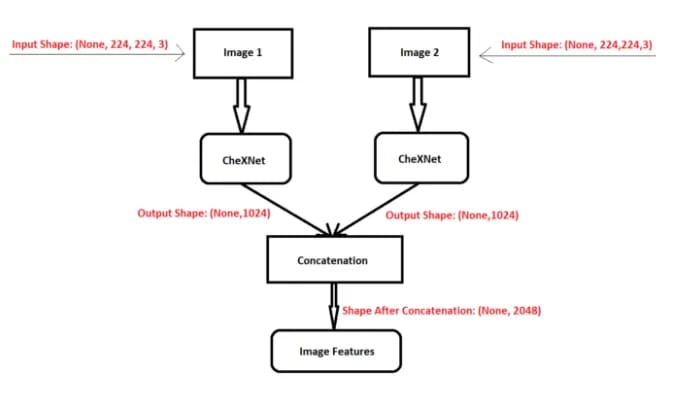 Input Shape: (None, 224, 224, 3)
Image 1
Image 2
Input Shape: (None, 224,224,3)
CheXNet
CheXNet
Output Shape: (None,1024)
Output Shape: (None,1024)
Concatenation
Shape After Concatenation: (None, 2048)
Image Features